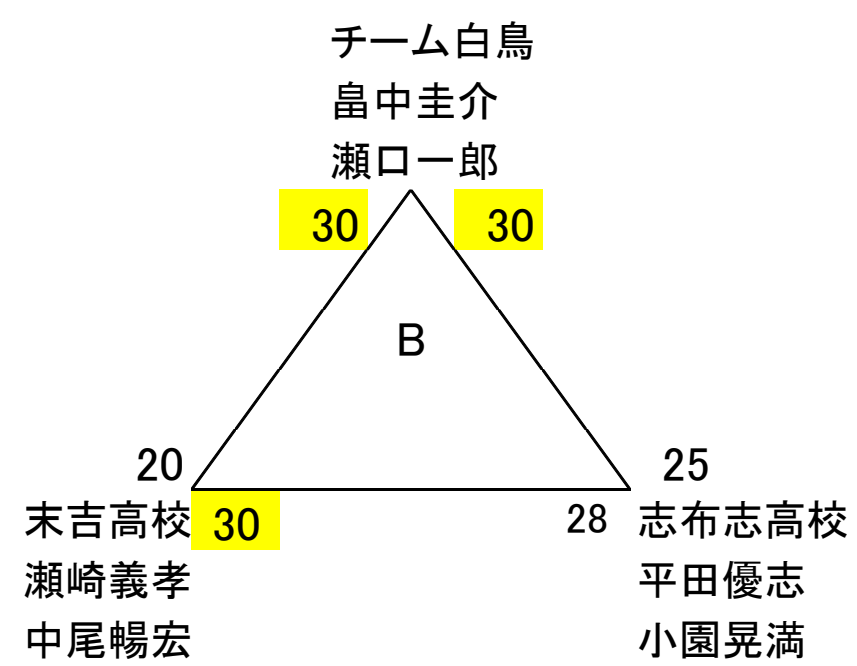 チーム白鳥
畠中圭介
瀬口一郎
30
30
B
20
25
末吉高校
30
28
志布志高校
瀬崎義孝
平田優志
中尾暢宏
小園晃満